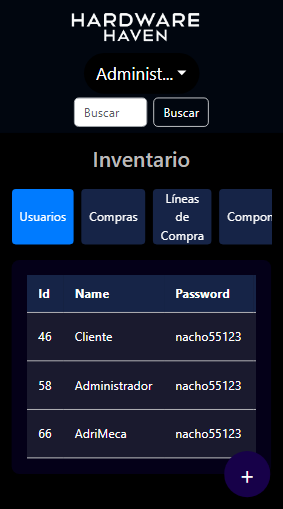 HARDWARE
HAVEN
Administ...
Buscar Buscar
Inventario
Usuarios Compras Líneas de Compra Compon
Id Name Password
46 Cliente nacho55123
58 Administrador nacho55123
66 AdriMeca nacho55123
+